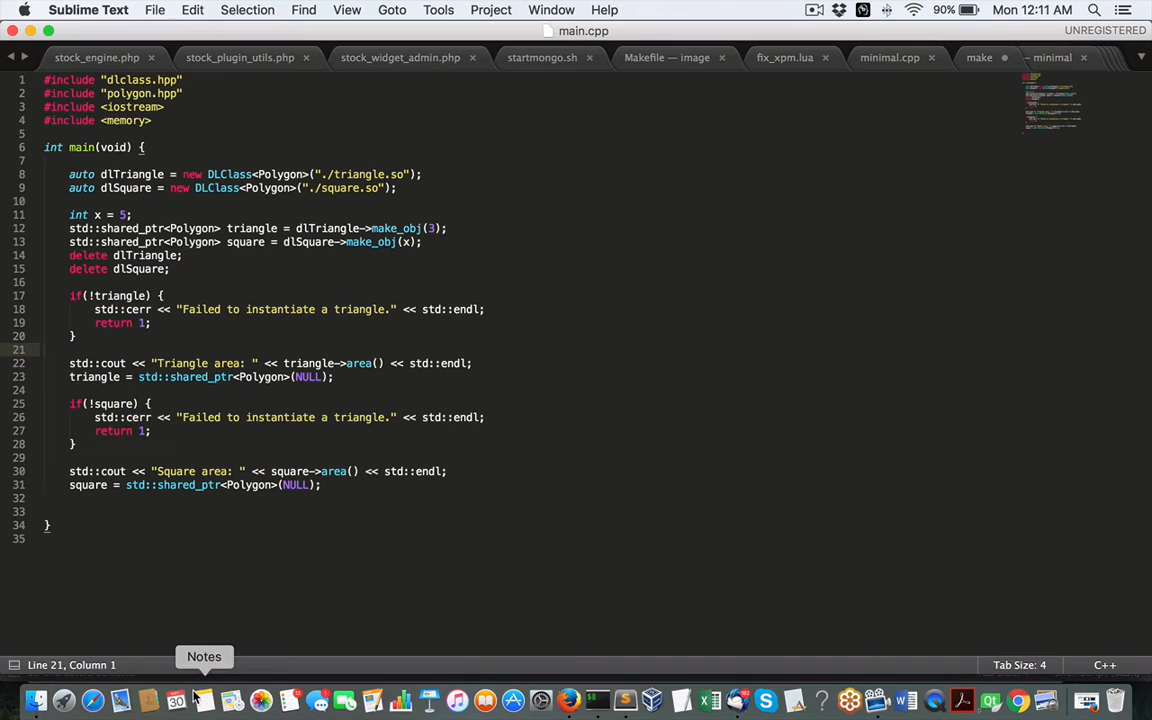 Sublime Text File Edit Selection Find View Goto Tools Project Window Help 90% Mon 12:11 AM
main.cpp UNREGISTERED
stock_engine.php stock_plugin_utils.php stock_widget_admin.php startmongo.sh Makefile — image fix_xpm.lua minimal.cpp make — minimal
1 #include "dlclass.hpp"
2 #include "polygon.hpp"
3 #include <iostream>
4 #include <memory>
5
6 int main(void) {
7
8 auto dlTriangle = new DLClass<Polygon>("./triangle.so");
9 auto dlSquare = new DLClass<Polygon>("./square.so");
10
11 int x = 5;
12 std::shared_ptr<Polygon> triangle = dlTriangle->make_obj(3);
13 std::shared_ptr<Polygon> square = dlSquare->make_obj(x);
14 delete dlTriangle;
15 delete dlSquare;
16
17 if(!triangle) {
18 std::cerr << "Failed to instantiate a triangle." << std::endl;
19 return 1;
20 }
21
22 std::cout << "Triangle area: " << triangle->area() << std::endl;
23 triangle = std::shared_ptr<Polygon>(NULL);
24
25 if(!square) {
26 std::cerr << "Failed to instantiate a triangle." << std::endl;
27 return 1;
28 }
29
30 std::cout << "Square area: " << square->area() << std::endl;
31 square = std::shared_ptr<Polygon>(NULL);
32
33
34 }
35
Notes
Line 21, Column 1 Tab Size: 4 C++
30